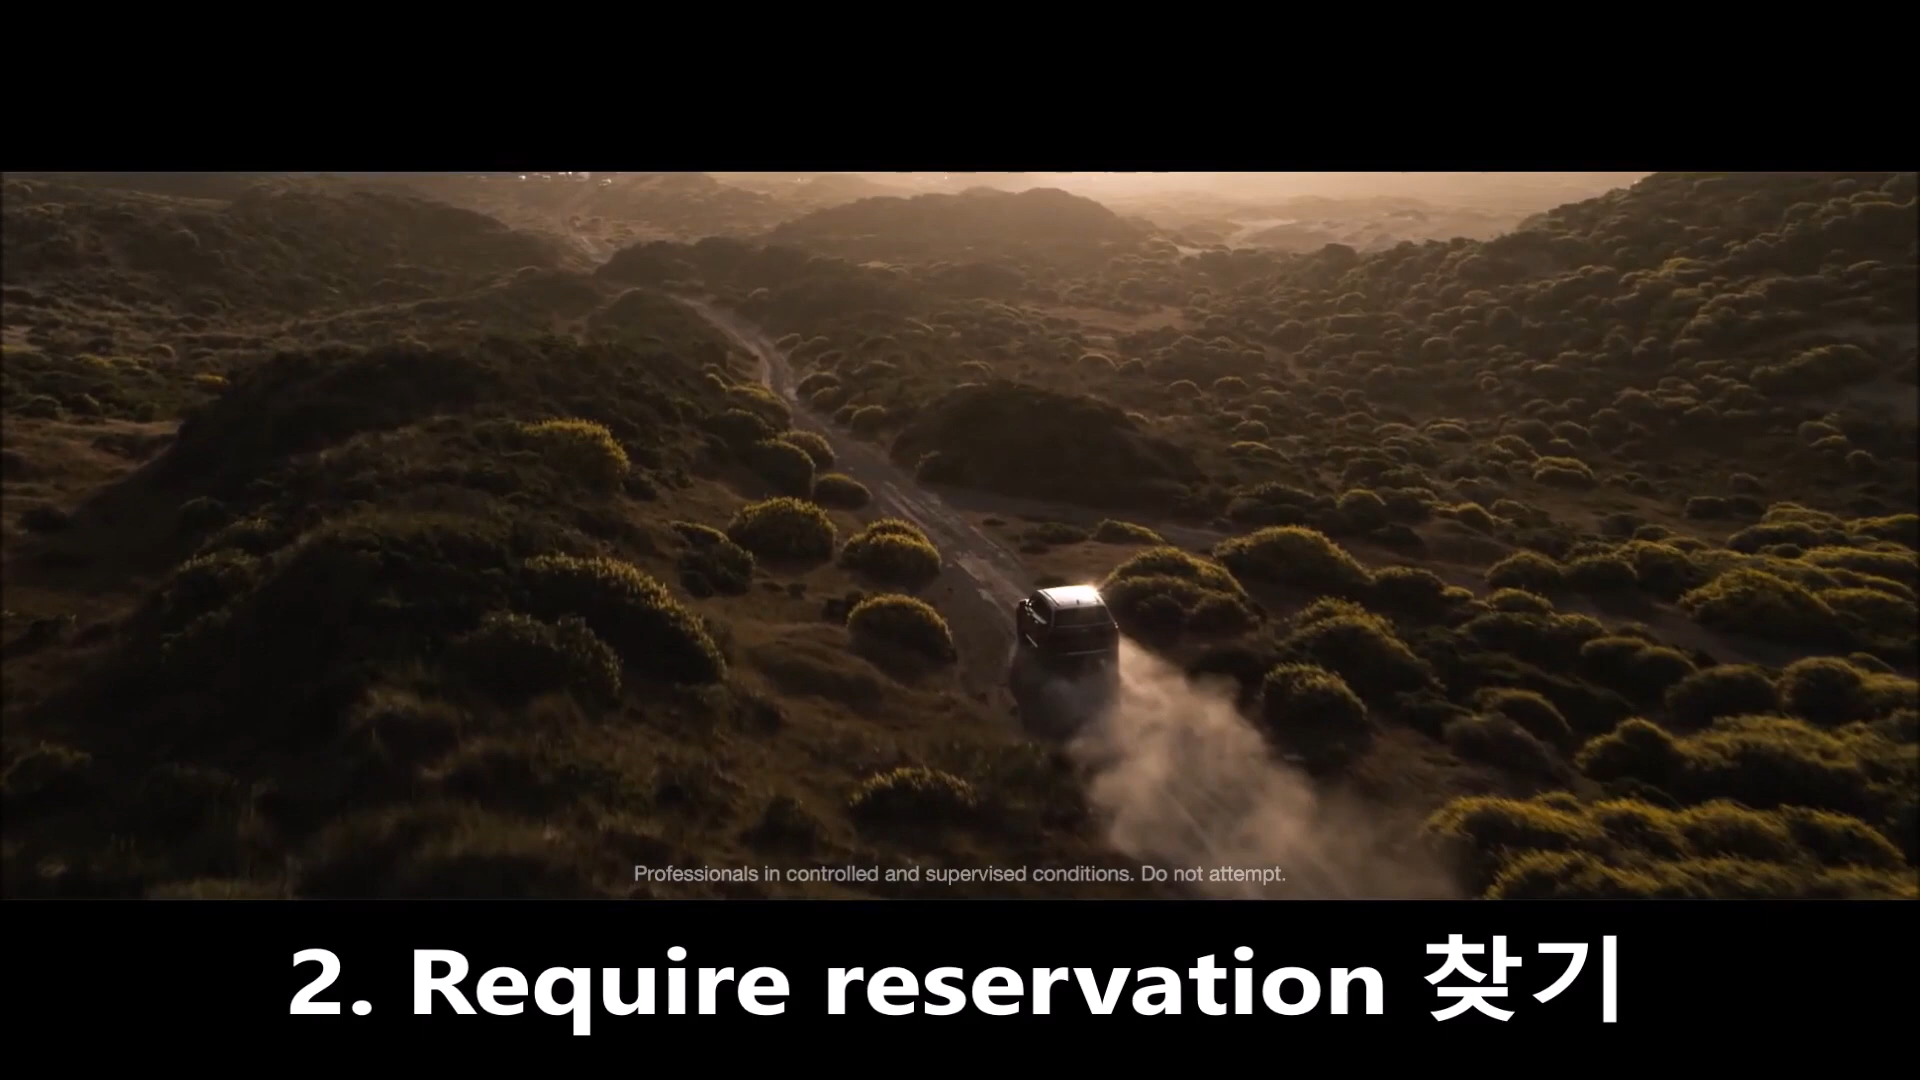 Professionals in controlled and supervised conditions. Do not attempt.
2. Require reservation 찾기